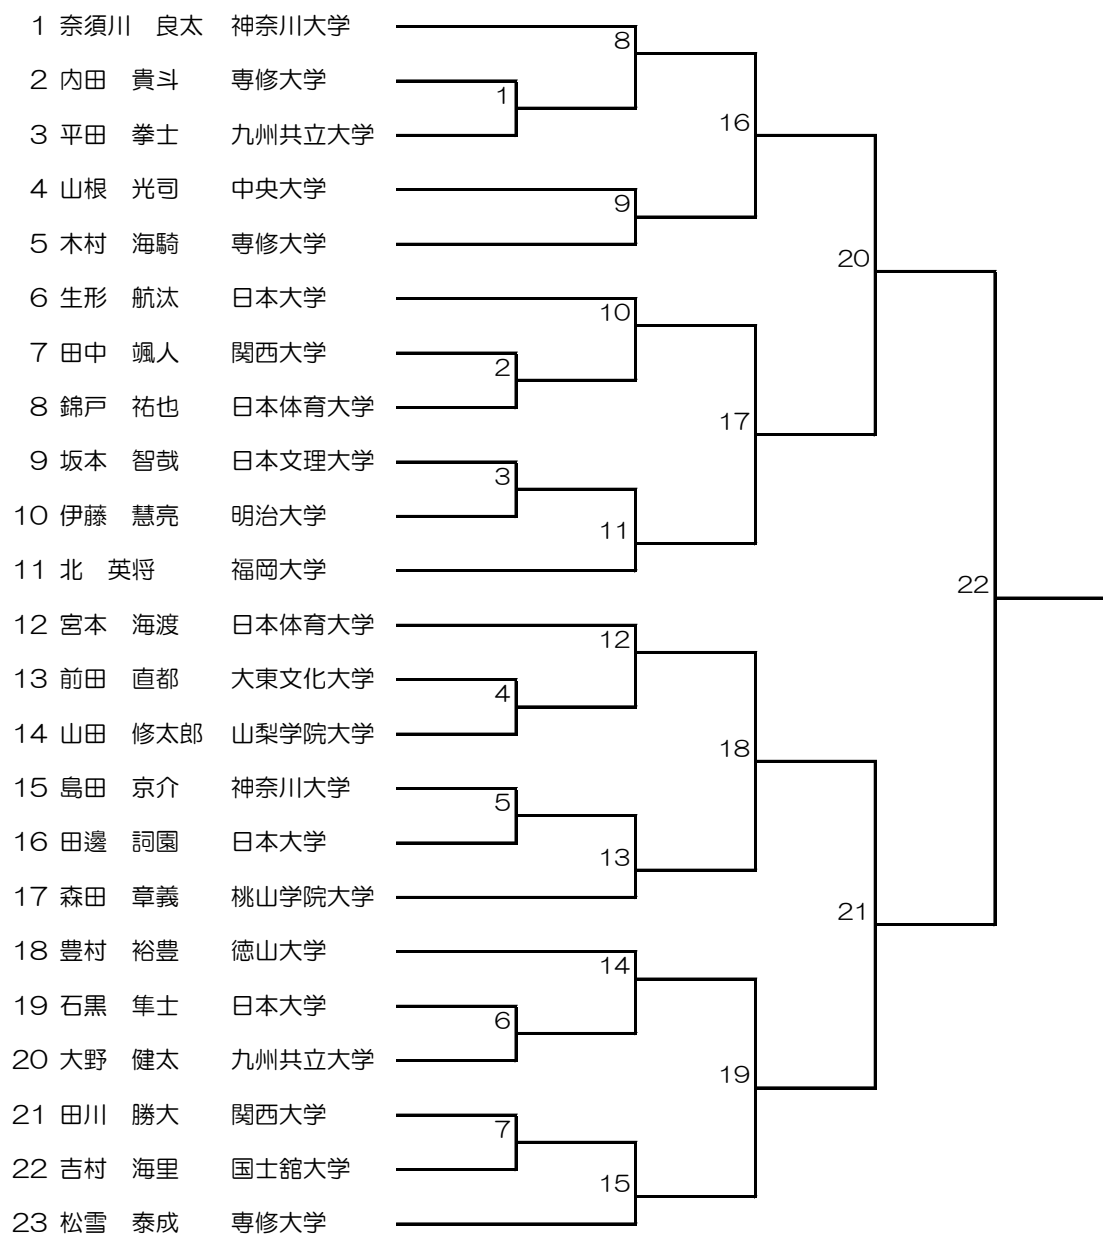 1 奈須川 良太 神奈川大学
8
2 内田 貴斗 専修大学
1
16
3 平田 拳士 九州共立大学
4 山根 光司 中央大学
9
5 木村 海騎 専修大学
20
6 生形 航汰 日本大学
10
7 田中 颯人 関西大学
2
8 錦戸 祐也 日本体育大学
17
9 坂本 智哉 日本文理大学
3
10 伊藤 慧亮 明治大学
11
11 北 英将 福岡大学
22
12 宮本 海渡 日本体育大学
12
13 前田 直都 大東文化大学
4
14 山田 修太郎 山梨学院大学
18
15 島田 京介 神奈川大学
5
16 田邊 詞園 日本大学
13
17 森田 章義 桃山学院大学
21
18 豊村 裕豊 徳山大学
14
19 石黒 隼士 日本大学
6
20 大野 健太 九州共立大学
19
21 田川 勝大 関西大学
7
22 吉村 海里 国士舘大学
15
23 松雪 泰成 専修大学